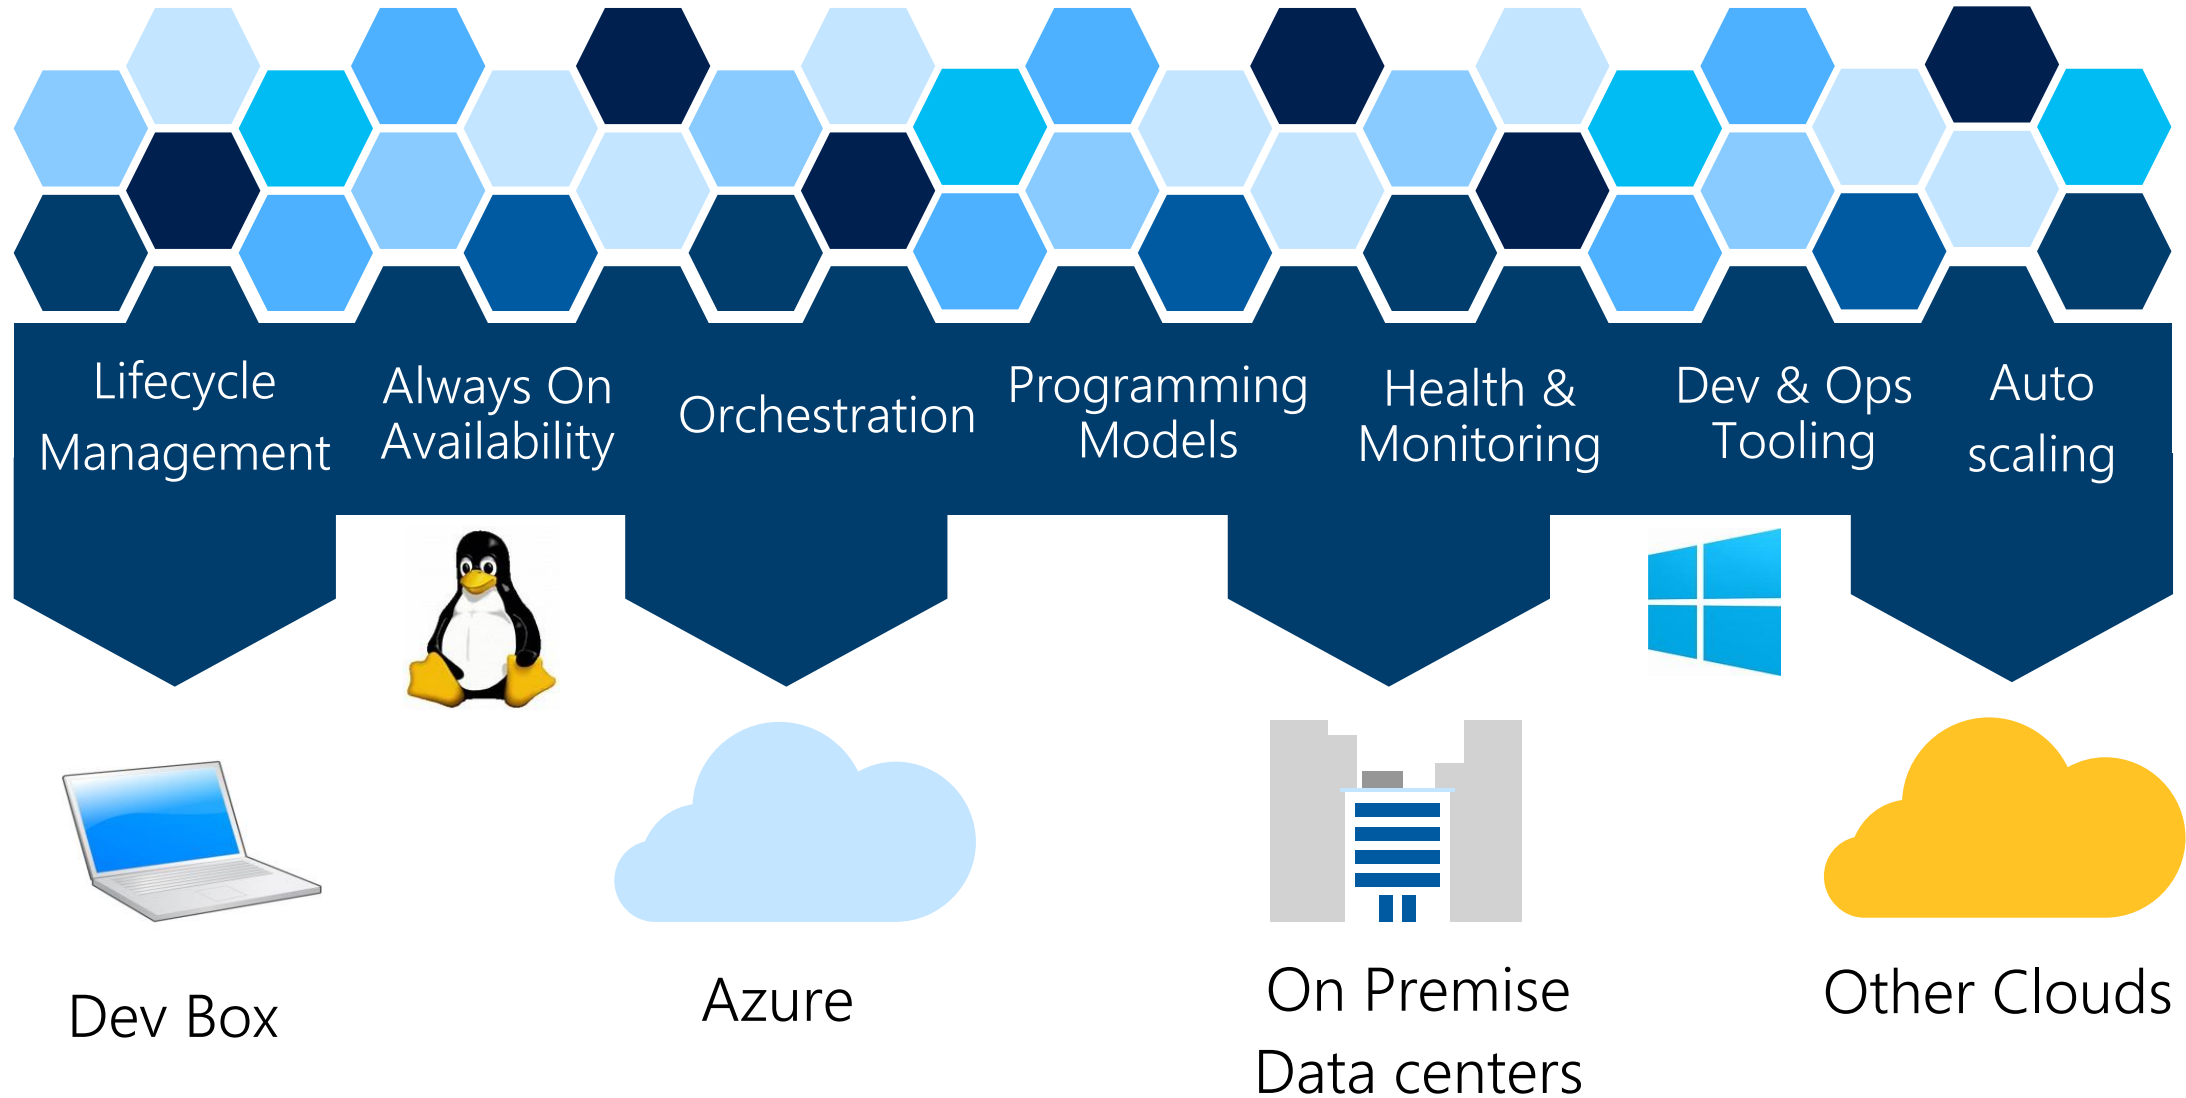 Lifecycle
Management
Always On
Availability
Orchestration
Programming
Models
Health &
Monitoring
Dev & Ops
Tooling
Auto
scaling
Dev Box
Azure
On Premise
Data centers
Other Clouds